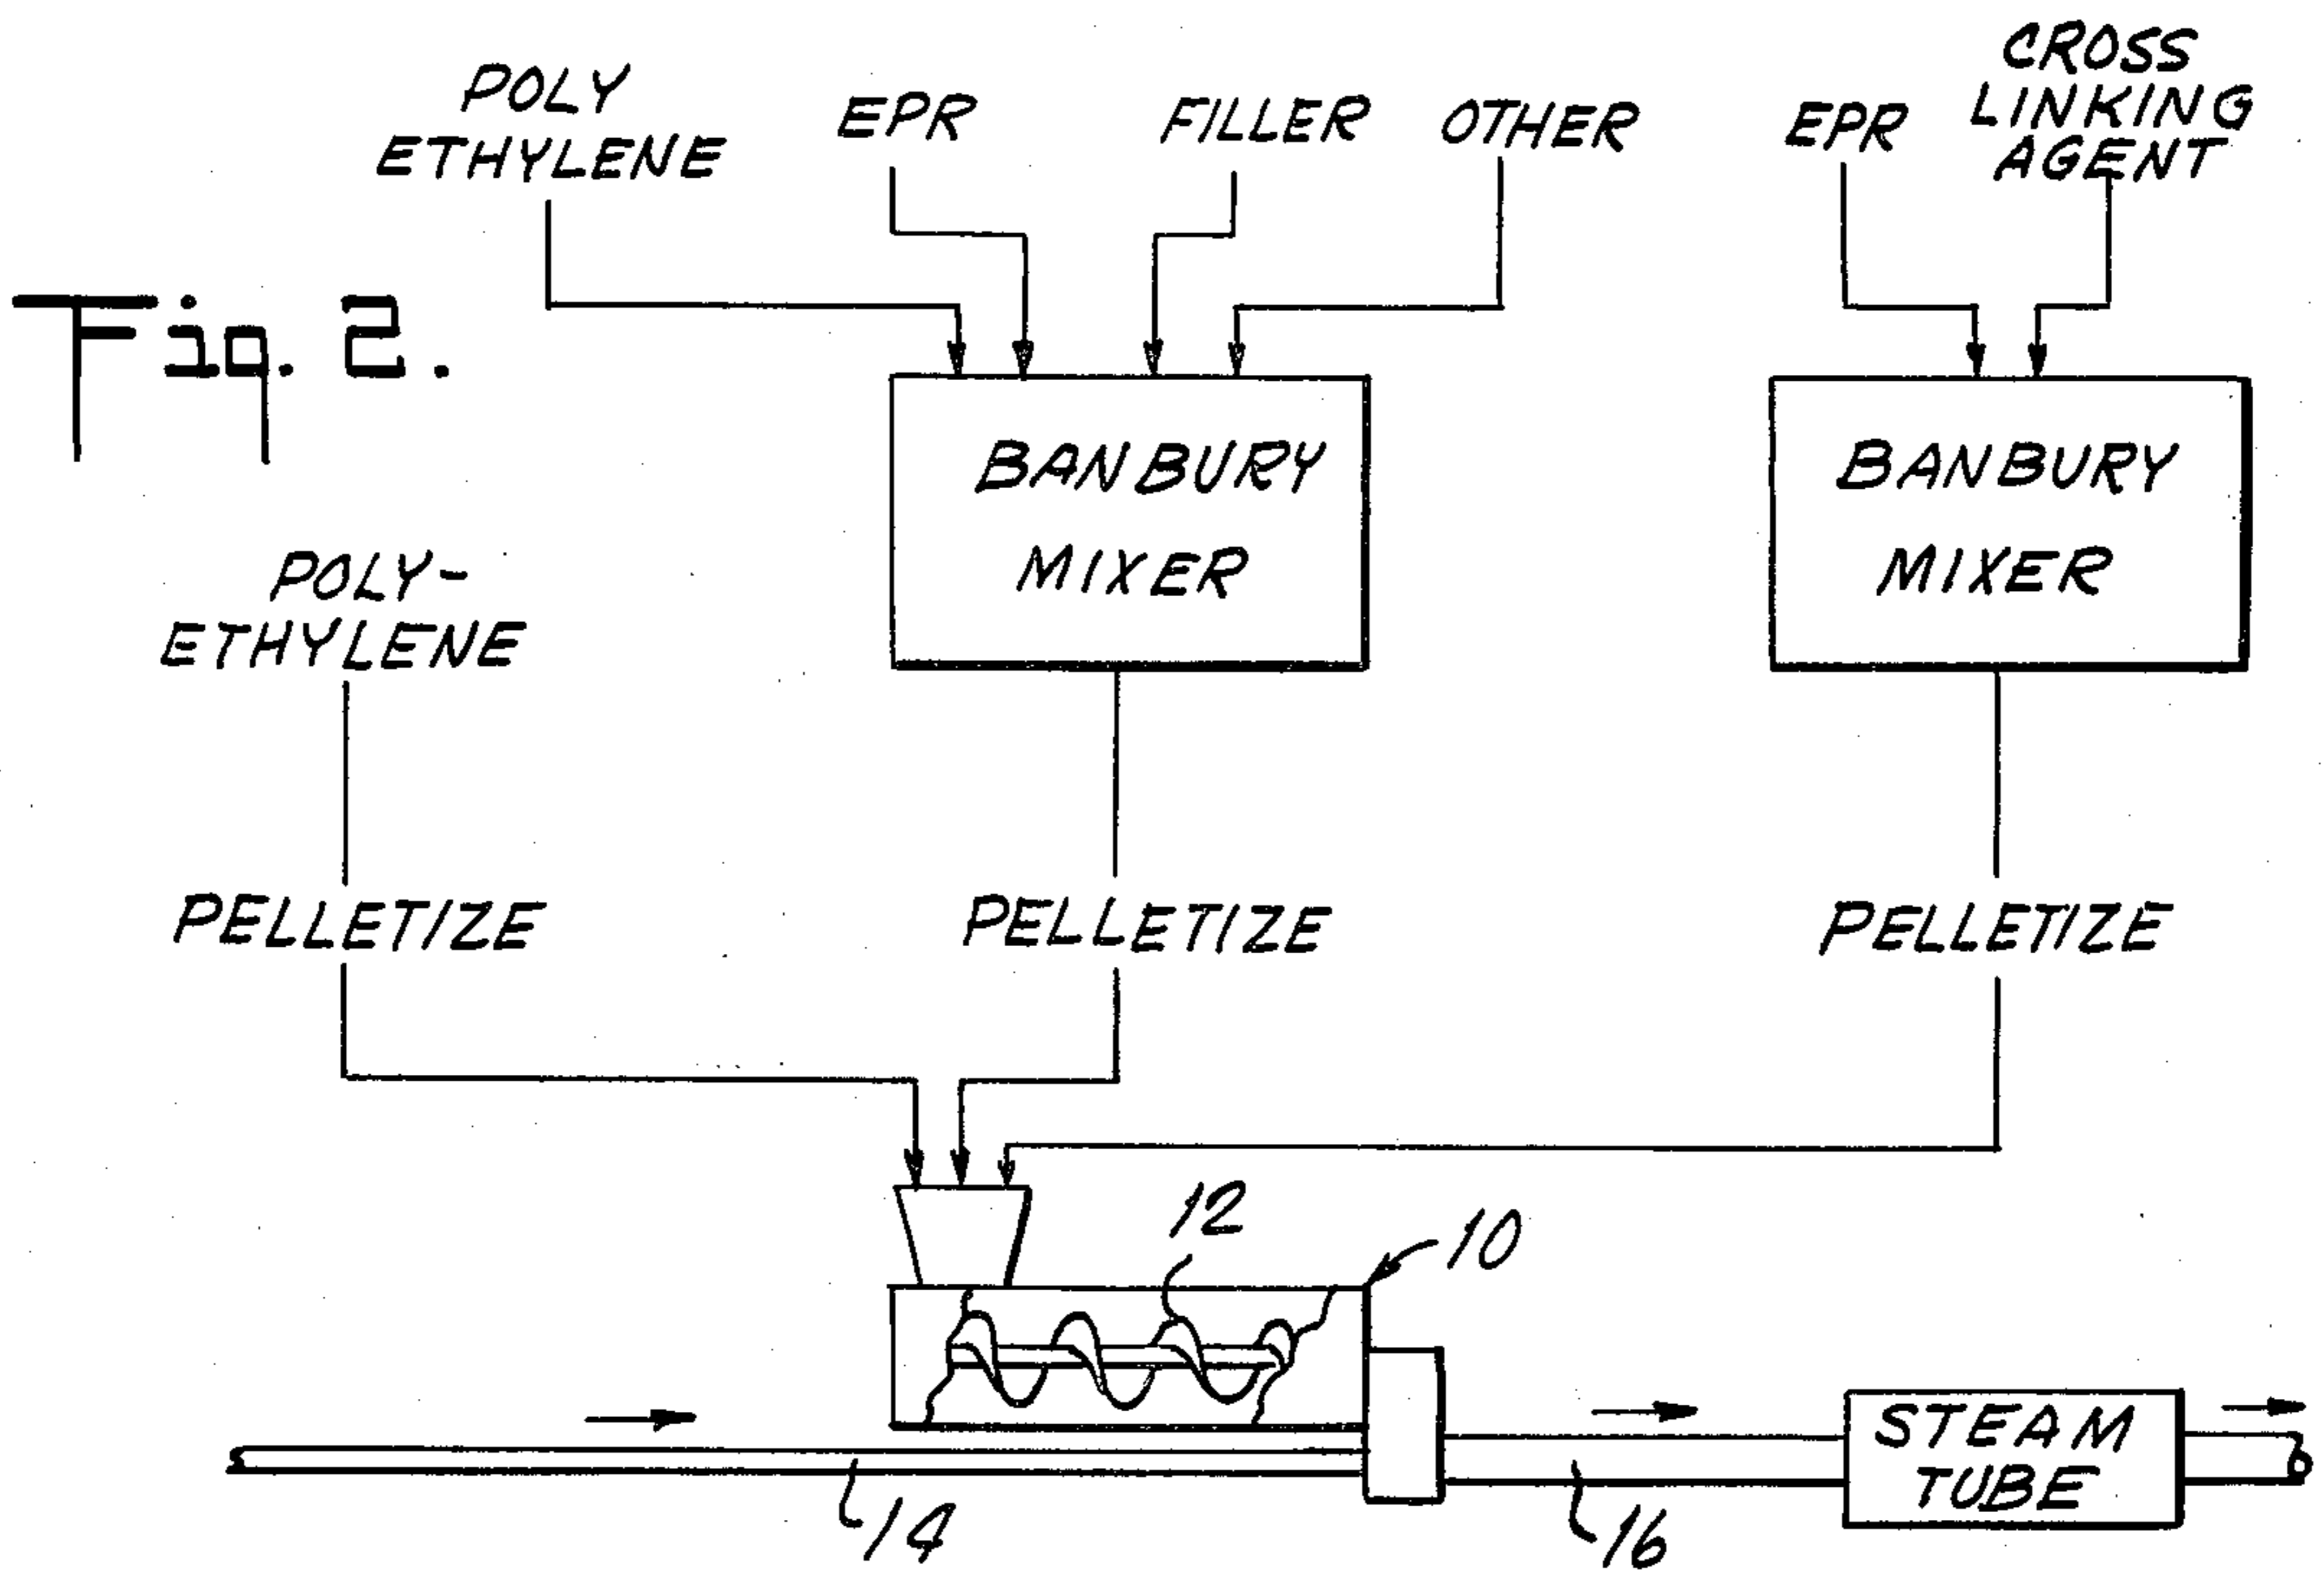 CROSS
LINKING
AGENT
POLY
ETHYLENE
EPR
FILLER
OTHER
EPR
Fig. 2.
BANBURY
MIXER
BANBURY
MIXER
POLY-
ETHYLENE
PELLETIZE
PELLETIZE
PELLETIZE
12
10
STEAM
TUBE
14
16